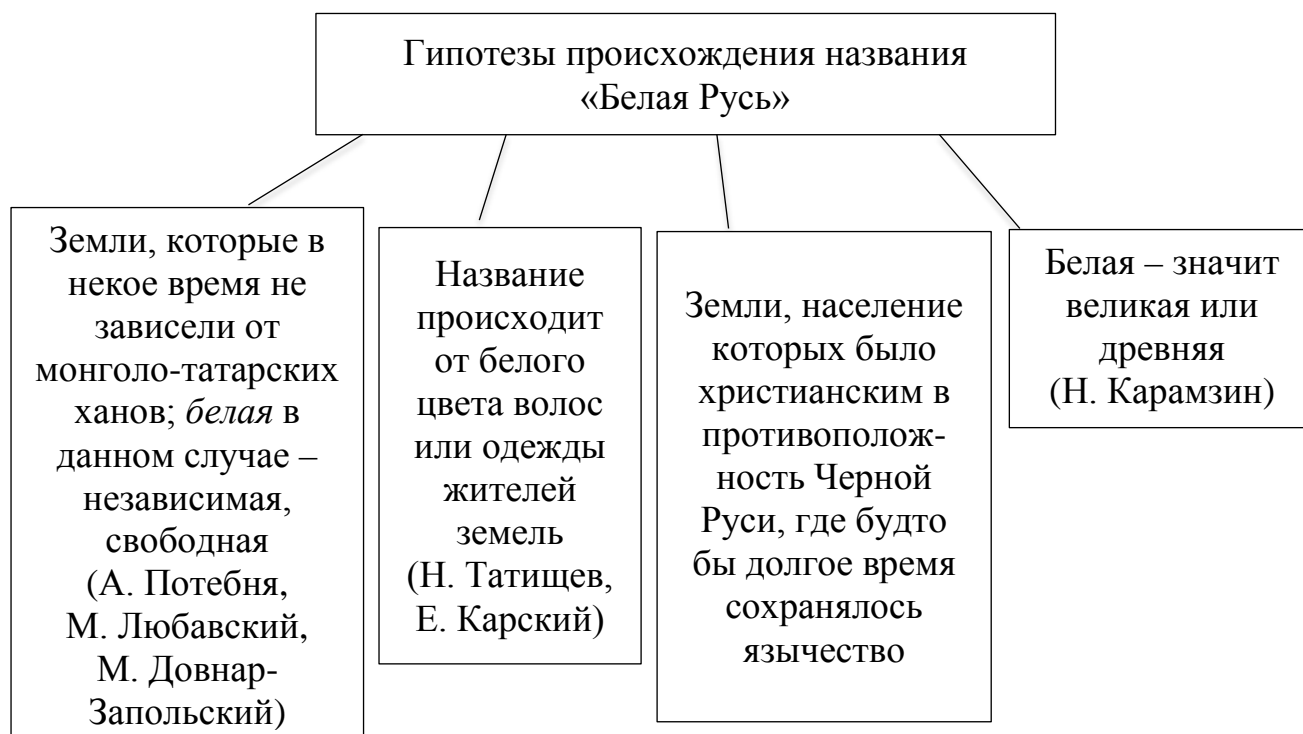 Гипотезы происхождения названия
«Белая Русь»
Земли, которые в
некое время не
зависели от
монголо-татарских
ханов; белая в
данном случае –
независимая,
свободная
(А. Потебня,
М. Любавский,
М. Довнар-
Запольский)
Название
происходит
от белого
цвета волос
или одежды
жителей
земель
(Н. Татищев,
Е. Карский)
Земли, население
которых было
христианским в
противополож-
ность Черной
Руси, где будто
бы долгое время
сохранялось
язычество
Белая – значит
великая или
древняя
(Н. Карамзин)